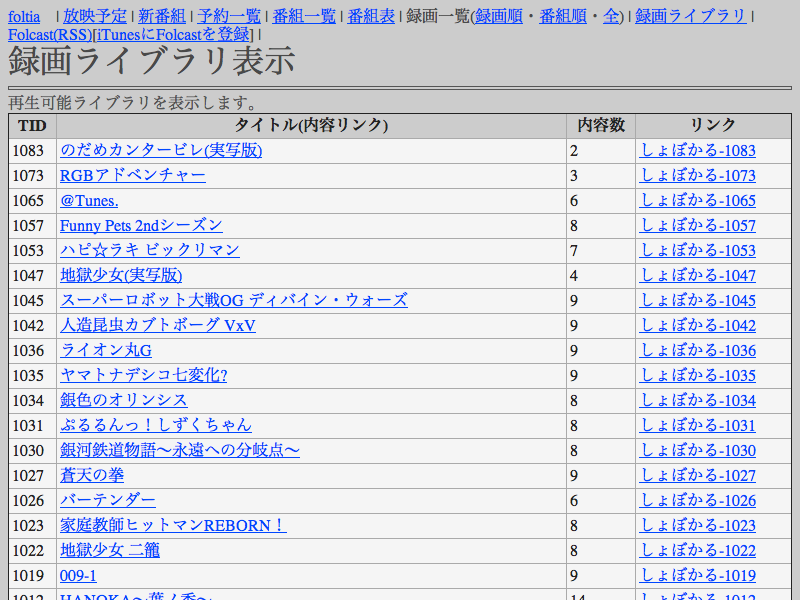 foltia | 放映予定 | 新番組 | 予約一覧 | 番組一覧 | 番組表 | 録画一覧(録画順・番組順・全) | 録画ライブラリ |
Folcast(RSS)[iTunesにFolcastを登録] |
録画ライブラリ表示
再生可能ライブラリを表示します。
TID タイトル(内容リンク) 内容数 リンク
1083 のだめカンタービレ(実写版) 2 しょぼかる-1083
1073 RGBアドベンチャー 3 しょぼかる-1073
1065 @Tunes. 6 しょぼかる-1065
1057 Funny Pets 2ndシーズン 8 しょぼかる-1057
1053 ハピ☆ラキ ビックリマン 7 しょぼかる-1053
1047 地獄少女(実写版) 4 しょぼかる-1047
1045 スーパーロボット大戦OG ディバイン・ウォーズ 9 しょぼかる-1045
1042 人造昆虫カブトボーグ VxV 9 しょぼかる-1042
1036 ライオン丸G 9 しょぼかる-1036
1035 ヤマトナデシコ七変化? 9 しょぼかる-1035
1034 銀色のオリンシス 8 しょぼかる-1034
1031 ぷるるんっ！しずくちゃん 8 しょぼかる-1031
1030 銀河鉄道物語〜永遠への分岐点〜 8 しょぼかる-1030
1027 蒼天の拳 9 しょぼかる-1027
1026 バーテンダー 6 しょぼかる-1026
1023 家庭教師ヒットマンREBORN！ 8 しょぼかる-1023
1022 地獄少女 二籠 8 しょぼかる-1022
1019 009-1 9 しょぼかる-1019
1012 HANOKA〜葉ノ香〜 14 しょぼかる-1012